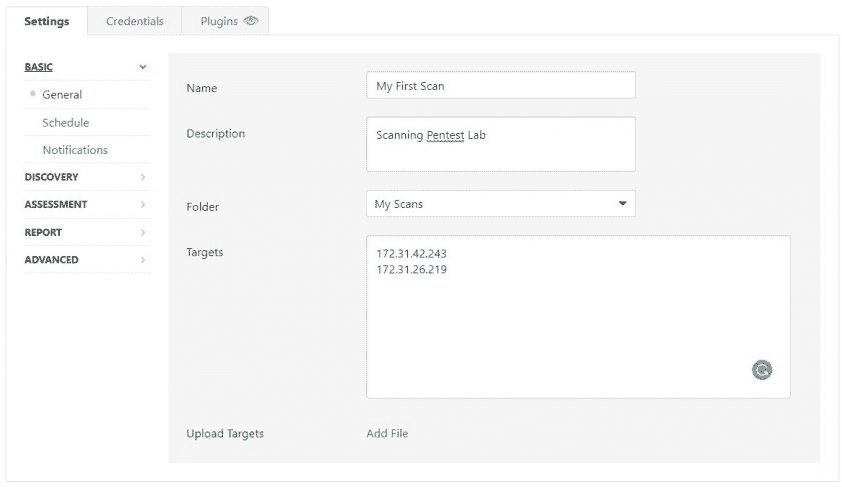 Settings
Credentials
Plugins
BASIC
General
Schedule
Notifications
DISCOVERY
ASSESSMENT
REPORT
ADVANCED
Name
My First Scan
Description
Scanning Pentest Lab
Folder
My Scans
Targets
172.31.42.243
172.31.26.219
Upload Targets
Add File